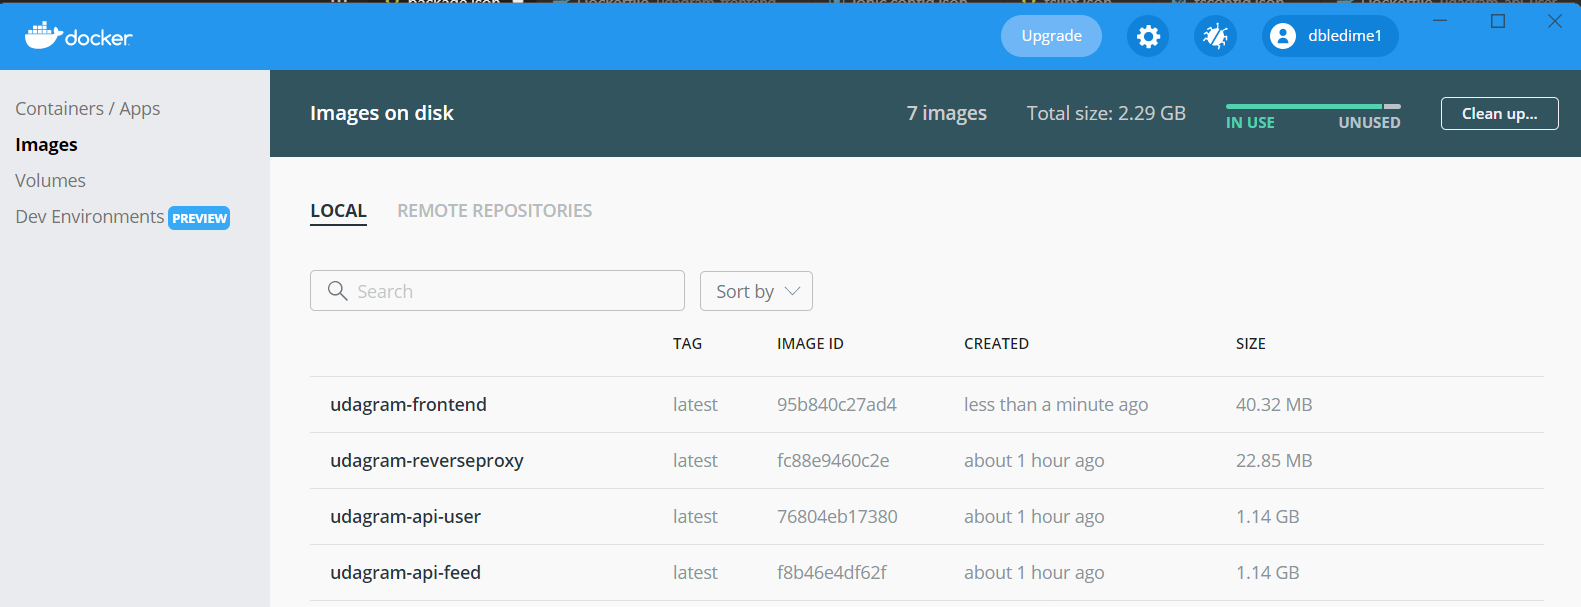 docker
Upgrade
dbledime1
Containers / Apps
Images
Volumes
Dev Environments PREVIEW
Images on disk
7 images
Total size: 2.29 GB
IN USE
UNUSED
Clean up...
LOCAL
REMOTE REPOSITORIES
Search
Sort by
TAG IMAGE ID CREATED SIZE
udagram-frontend latest 95b840c27ad4 less than a minute ago 40.32 MB
udagram-reverseproxy latest fc88e9460c2e about 1 hour ago 22.85 MB
udagram-api-user latest 76804eb17380 about 1 hour ago 1.14 GB
udagram-api-feed latest f8b46e4df62f about 1 hour ago 1.14 GB